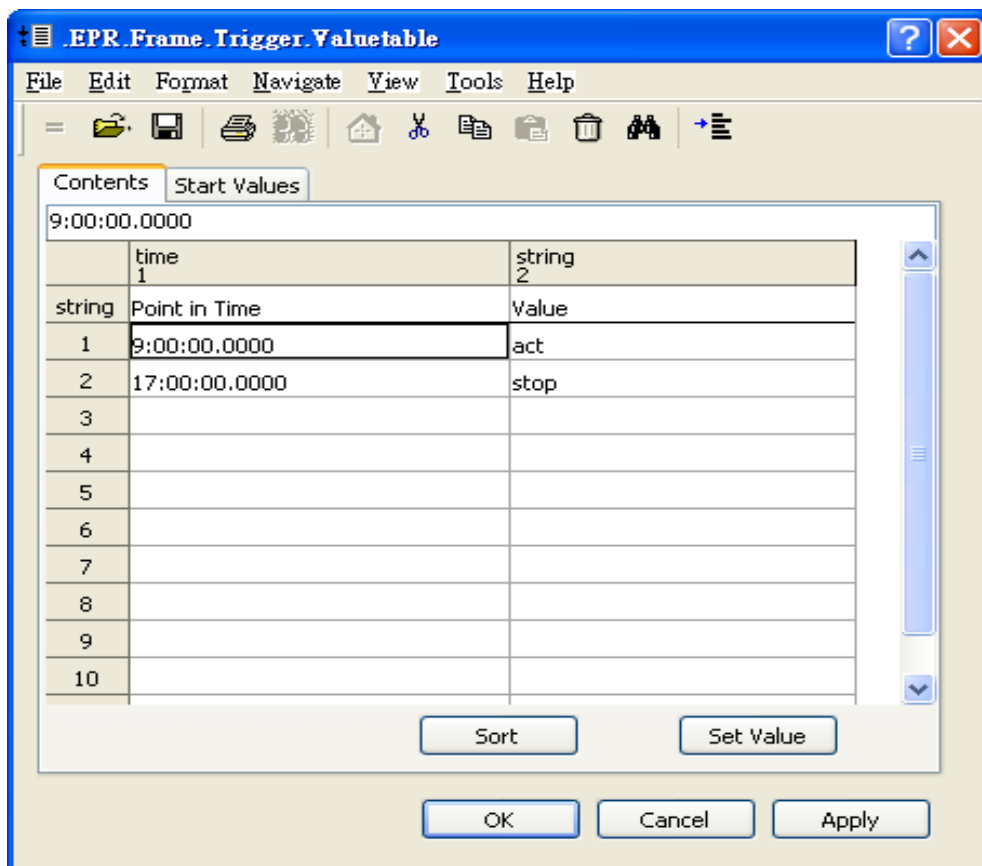 .EPR.Frame.Trigger.Valuetable
File Edit Format Navigate View Tools Help
Contents Start Values
9:00:00.0000
time string
1 2
string Point in Time Value
1 9:00:00.0000 act
2 17:00:00.0000 stop
3
4
5
6
7
8
9
10
Sort Set Value
OK Cancel Apply